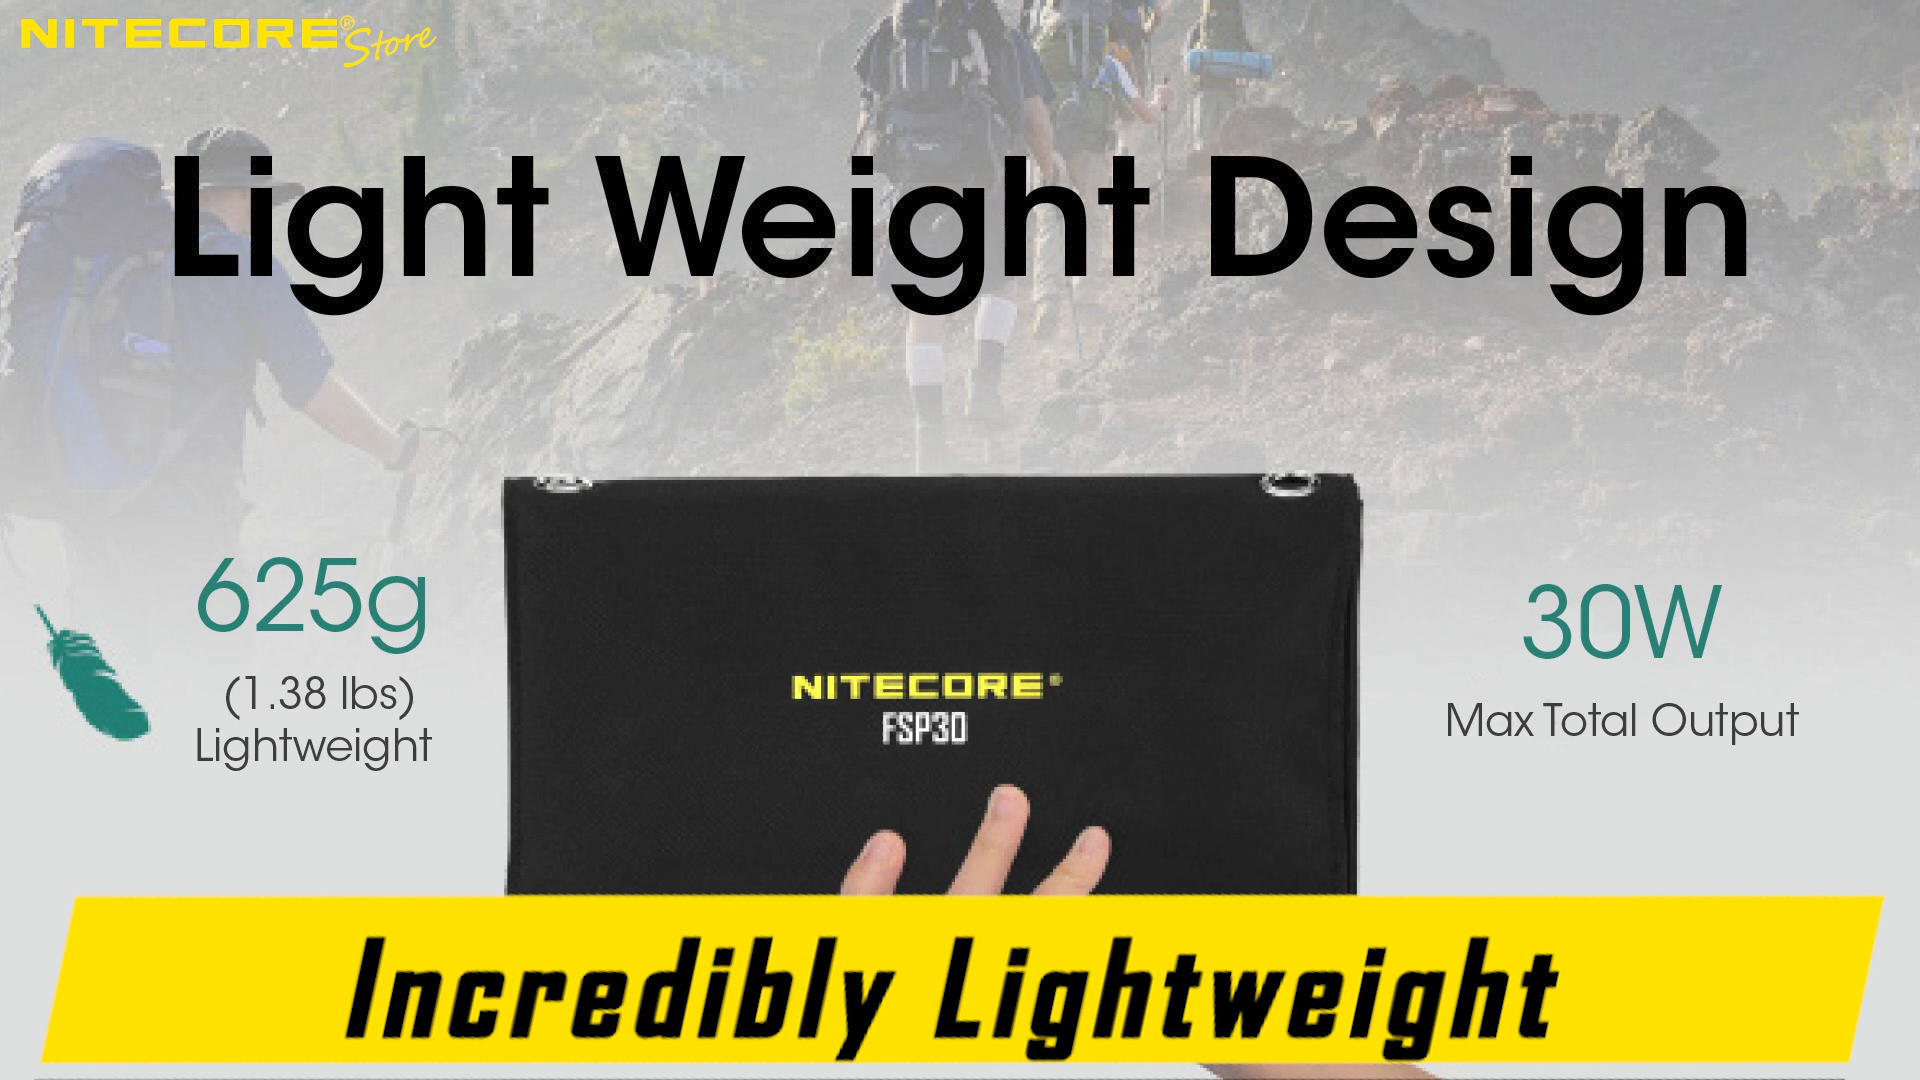 NITECORE® Store
Light Weight Design
625g
(1.38 lbs)
Lightweight
30W
Max Total Output
NITECORE®
FSP30
Incredibly Lightweight